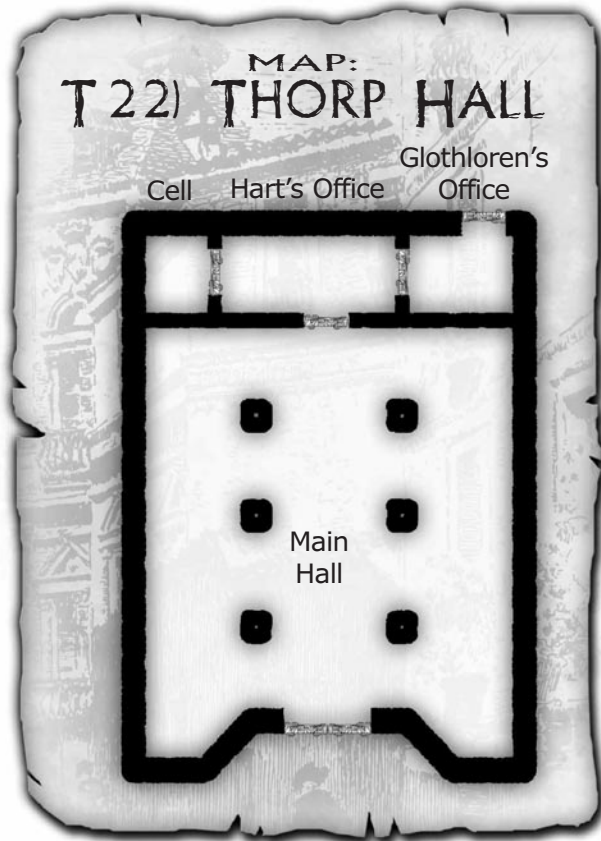 MAP:
T22) THORP HALL
Glothloren's
Office
Cell
Hart's Office
Main
Hall